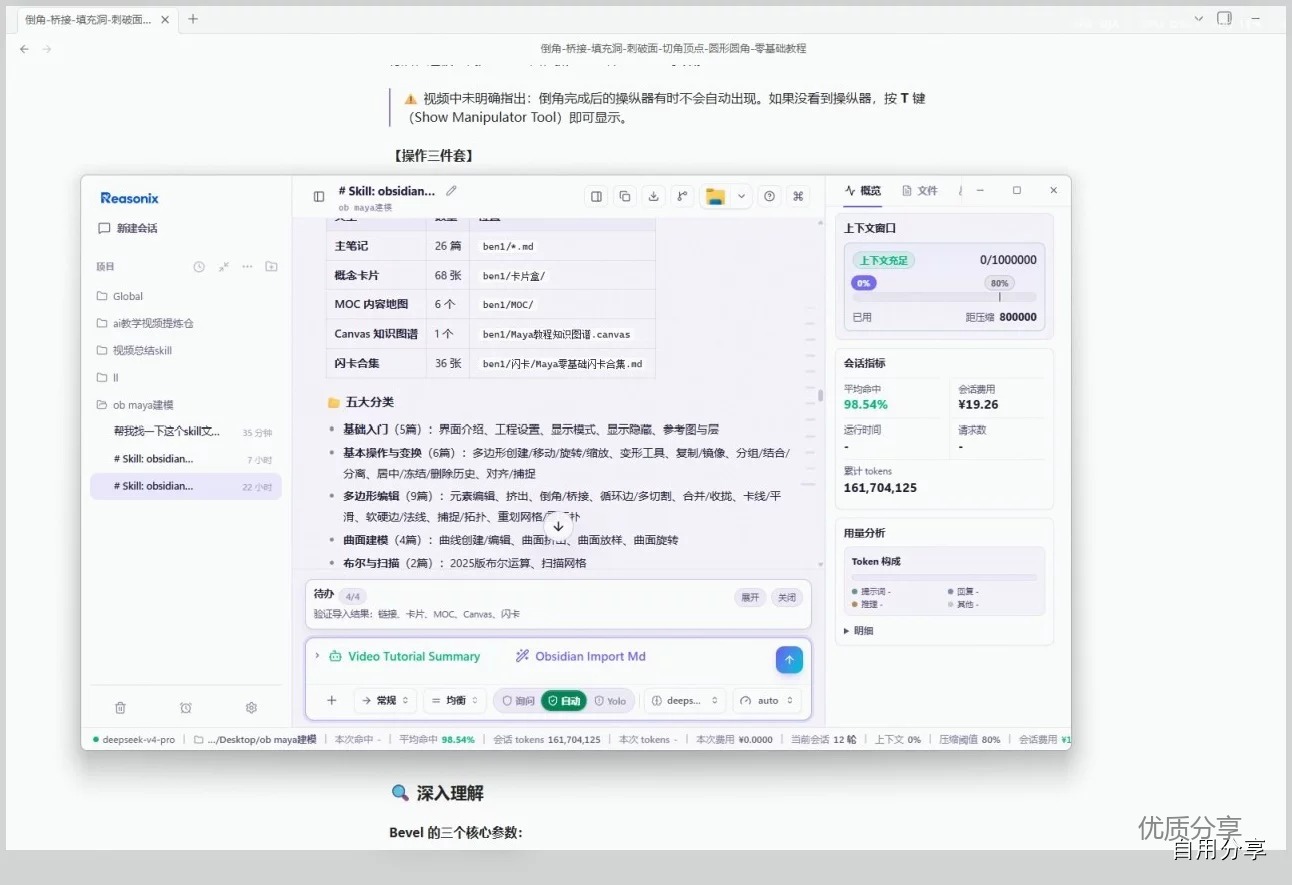 倒角-桥接-填充洞-刺破面...
倒角-桥接-填充洞-刺破面-切角顶点-圆形圆角-零基础教程
⚠️ 视频中未明确指出：倒角完成后的操纵器有时不会自动出现。如果没看到操纵器，按 T 键
（Show Manipulator Tool）即可显示。
【操作三件套】
Reasonix
新建会话
项目
Global
ai教学视频提炼仓
视频总结skill
ll
ob maya建模
帮我找一下这个skill文... 35 分钟
# Skill: obsidian... 7 小时
# Skill: obsidian... 22 小时
# Skill: obsidian...
ob maya建模
主笔记 26 篇 ben1/*.md
概念卡片 68 张 ben1/卡片盒/
MOC 内容地图 6 个 ben1/MOC/
Canvas 知识图谱 1 个 ben1/Maya教程知识图谱.canvas
闪卡合集 36 张 ben1/闪卡/Maya零基础闪卡合集.md
五大分类
• 基础入门（5篇）：界面介绍、工程设置、显示模式、显示隐藏、参考图与层
• 基本操作与变换（6篇）：多边形创建/移动/旋转/缩放、变形工具、复制/镜像、分组/结合/
分离、居中/冻结/删除历史、对齐/捕捉
• 多边形编辑（9篇）：元素编辑、挤出、倒角/桥接、循环边/多切割、合并/收拢、卡线/平
滑、软硬边/法线、捕捉/拓扑、重划网格/
• 曲面建模（4篇）：曲线创建/编辑、曲面挤出、曲面放样、曲面旋转
• 布尔与扫描（2篇）：2025版布尔运算、扫描网格
待办 4/4 展开 关闭
验证导入结果：链接、卡片、MOC、Canvas、闪卡
Video Tutorial Summary Obsidian Import Md
常规 均衡 询问 自动 Yolo deeps... auto
概览 文件
上下文窗口
上下文充足 0/1000000
0% 80%
已用 距压缩 800000
会话指标
平均命中 会话费用
98.54% ¥19.26
运行时间 请求数
- -
累计 tokens
161,704,125
用量分析
Token 构成
提示词 - 回复 -
推理 - 其他 -
明细
deepseek-v4-pro .../Desktop/ob maya建模 本次命中 - 平均命中 98.54% 会话 tokens 161,704,125 本次 tokens - 本次费用 ¥0.0000 当前会话 12 轮 上下文 0% 压缩阈值 80% 会话费用 ¥1
🔍 深入理解
Bevel 的三个核心参数：
优质分享
自用分享